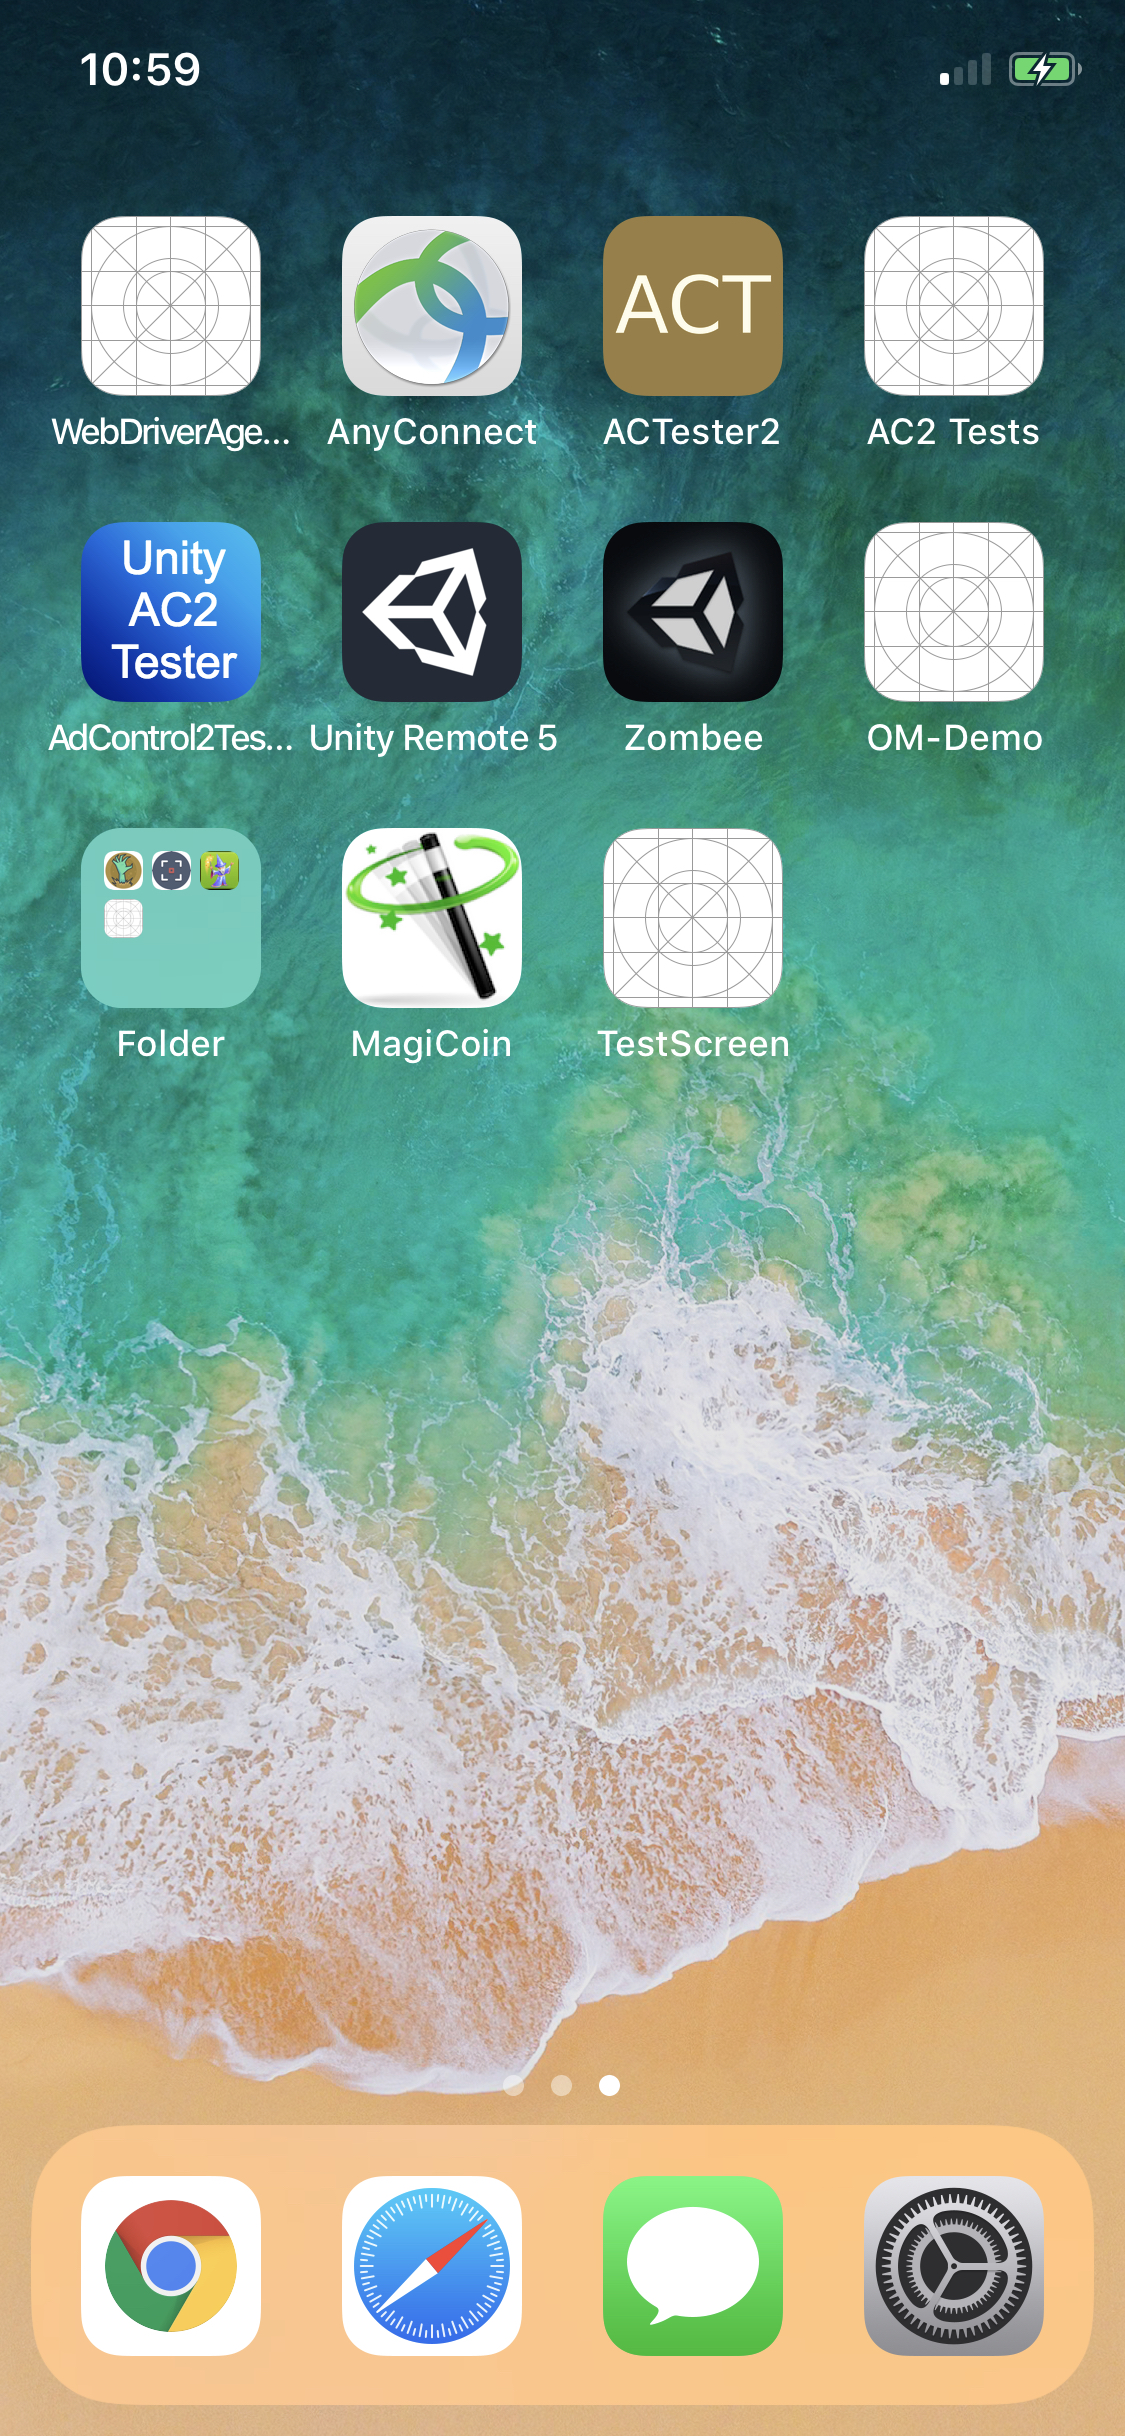 10:59
WebDriverAge...
AnyConnect
ACT
ACTester2
AC2 Tests
Unity
AC2
Tester
AdControl2Tes...
Unity Remote 5
Zombee
OM-Demo
Folder
MagiCoin
TestScreen